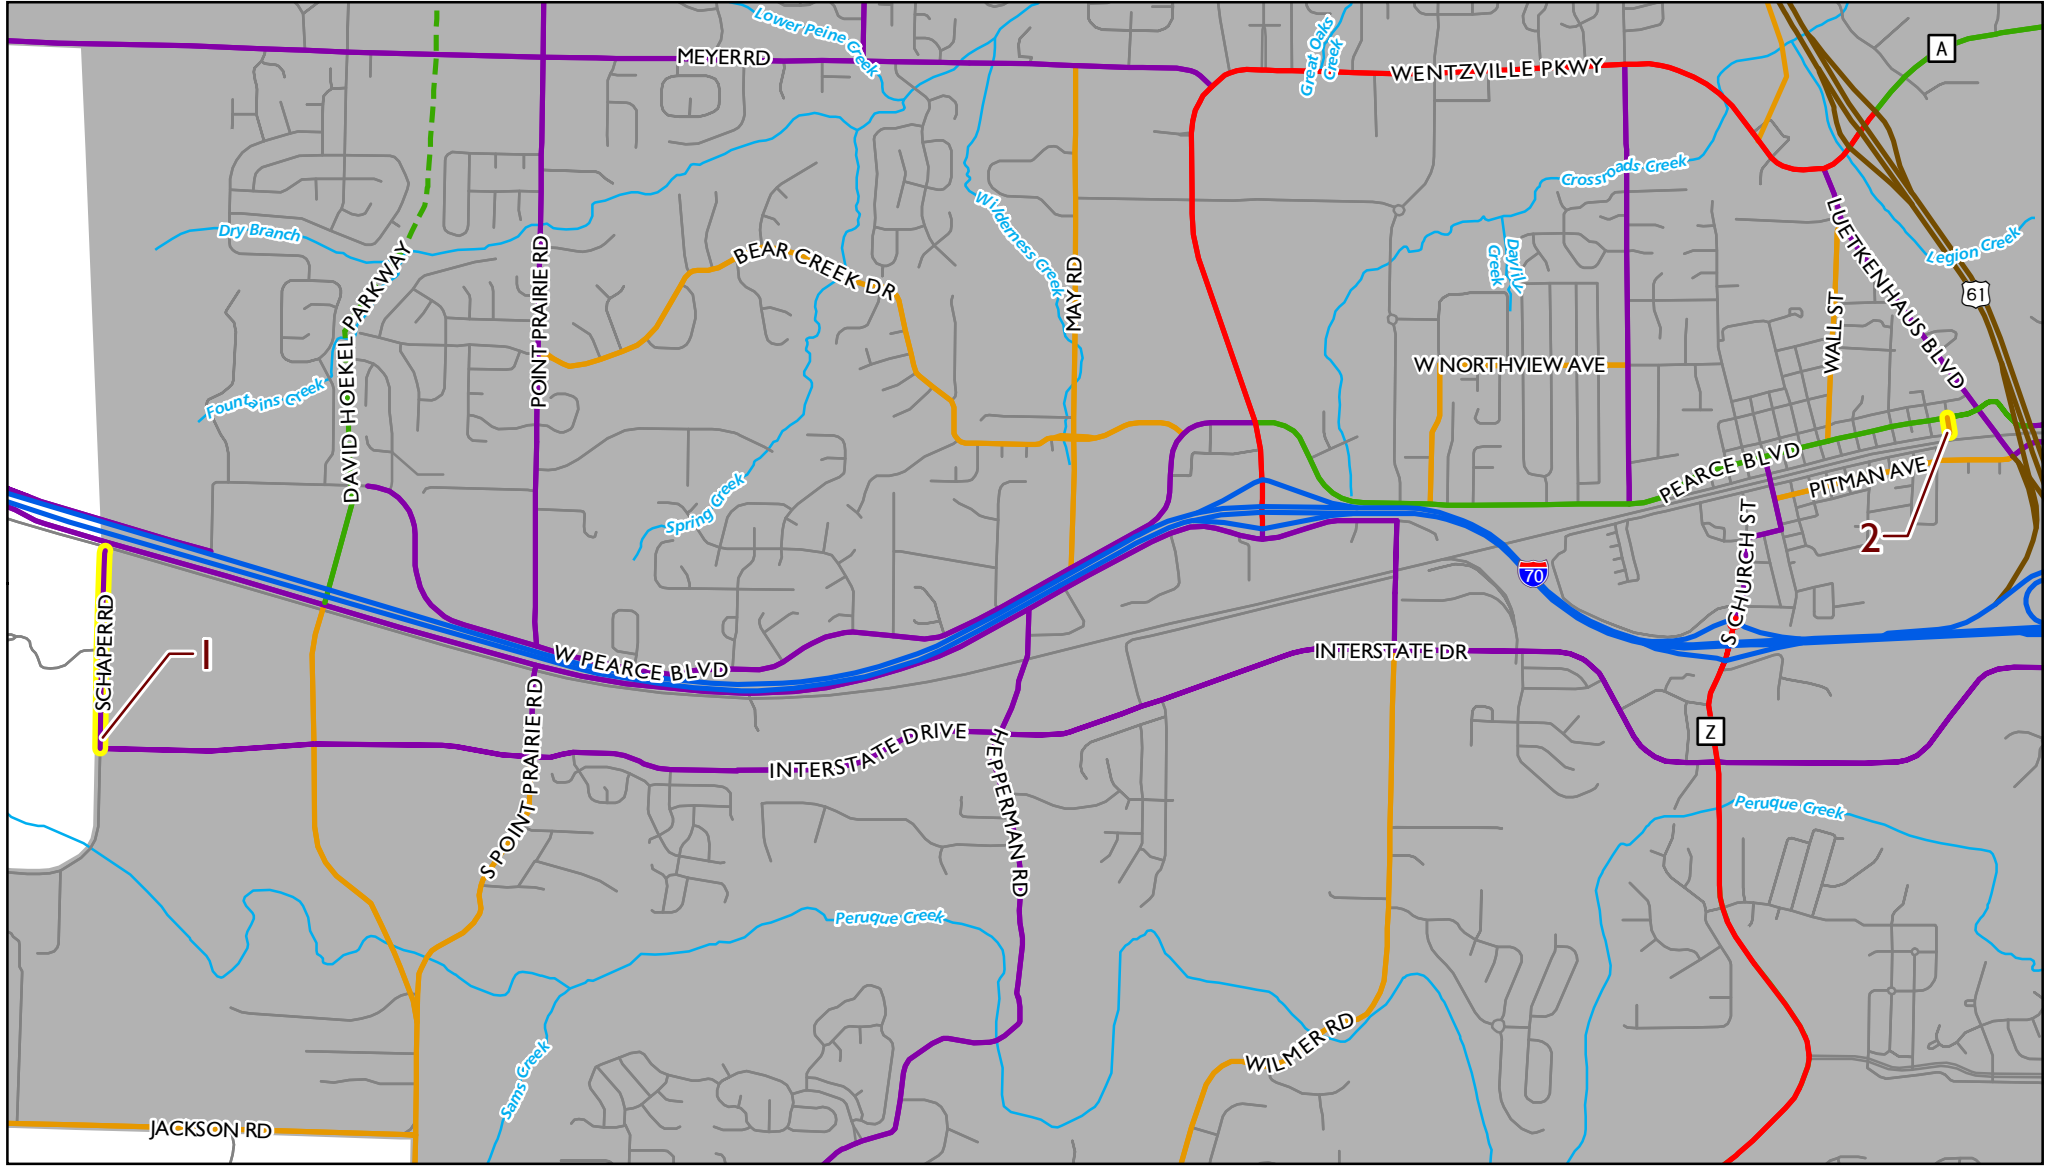 Lower Peine Creek
Great Oaks
Creek
A
MEYER RD
WENTZVILLE PKWY
Crossroads Creek
Dry Branch
Wilderness Creek
LUETKENHAUS BLVD
Legion Creek
BEAR CREEK DR
DAVID HOEKEL PARKWAY
POINT PRAIRIE RD
MAY RD
Daylily
Creek
61
WALL ST
W NORTHVIEW AVE
Fountains Creek
PEARCE BLVD
PITMAN AVE
Spring Creek
2
S CHURCH ST
70
SCHAPER RD
1
W PEARCE BLVD
INTERSTATE DR
S POINT PRAIRIE RD
INTERSTATE DRIVE
HEPPERMAN RD
Z
Peruque Creek
Peruque Creek
Sams Creek
WILMER RD
JACKSON RD